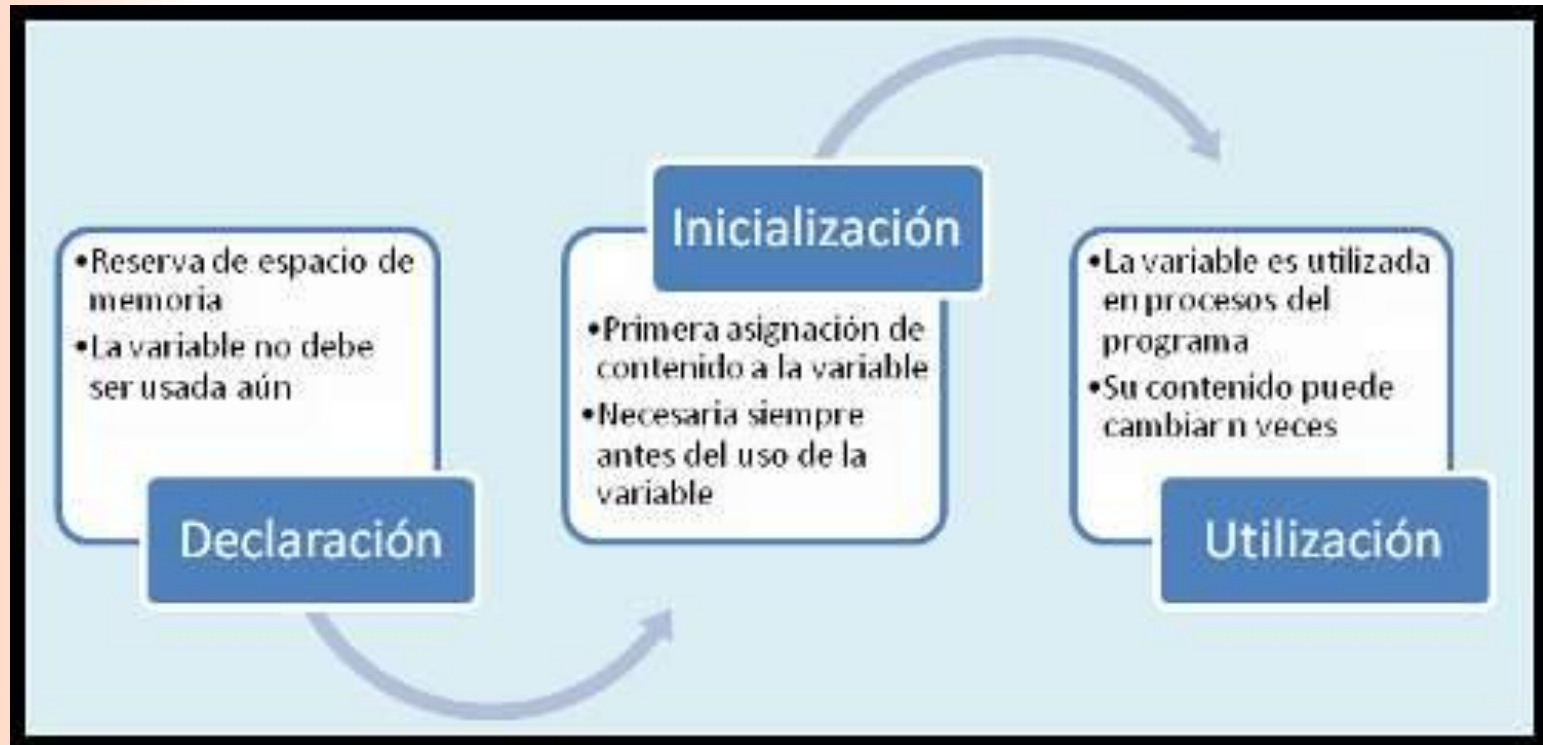 •Reserva de espacio de
memoria
•La variable no debe
ser usada aún
Declaración
Inicialización
•Primera asignación de
contenido a la variable
•Necesaria siempre
antes del uso de la
variable
•La variable es utilizada
en procesos del
programa
•Su contenido puede
cambiar n veces
Utilización